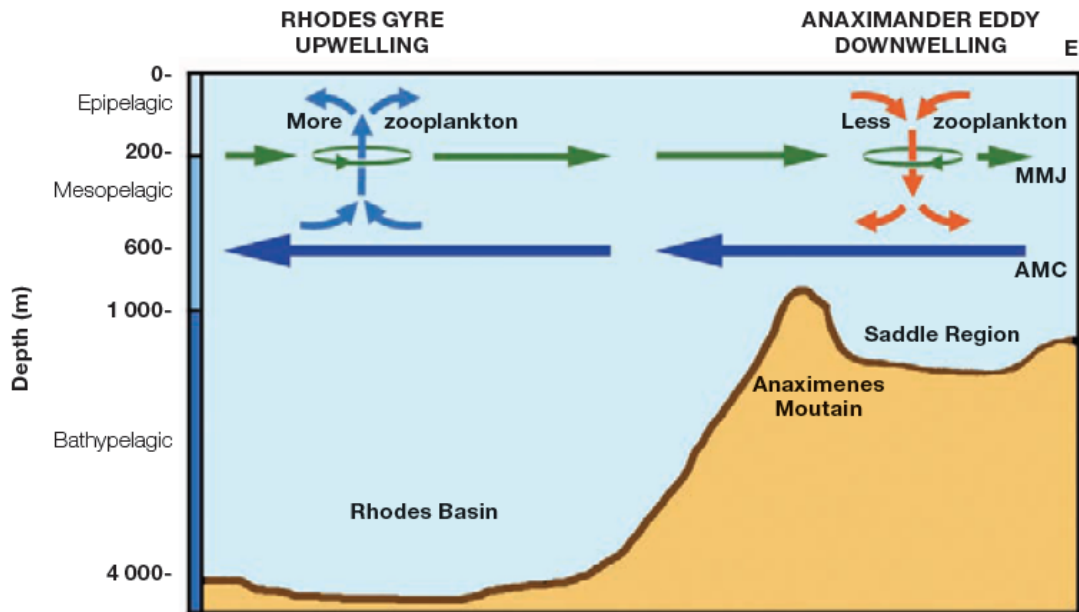 RHODES GYRE
UPWELLING
ANAXIMANDER EDDY
DOWNWELLING
E
0-
Epipelagic
More zooplankton
Less zooplankton
200-
MMJ
Mesopelagic
600-
AMC
1 000-
Saddle Region
Anaximenes
Moutain
Depth (m)
Bathypelagic
Rhodes Basin
4 000-